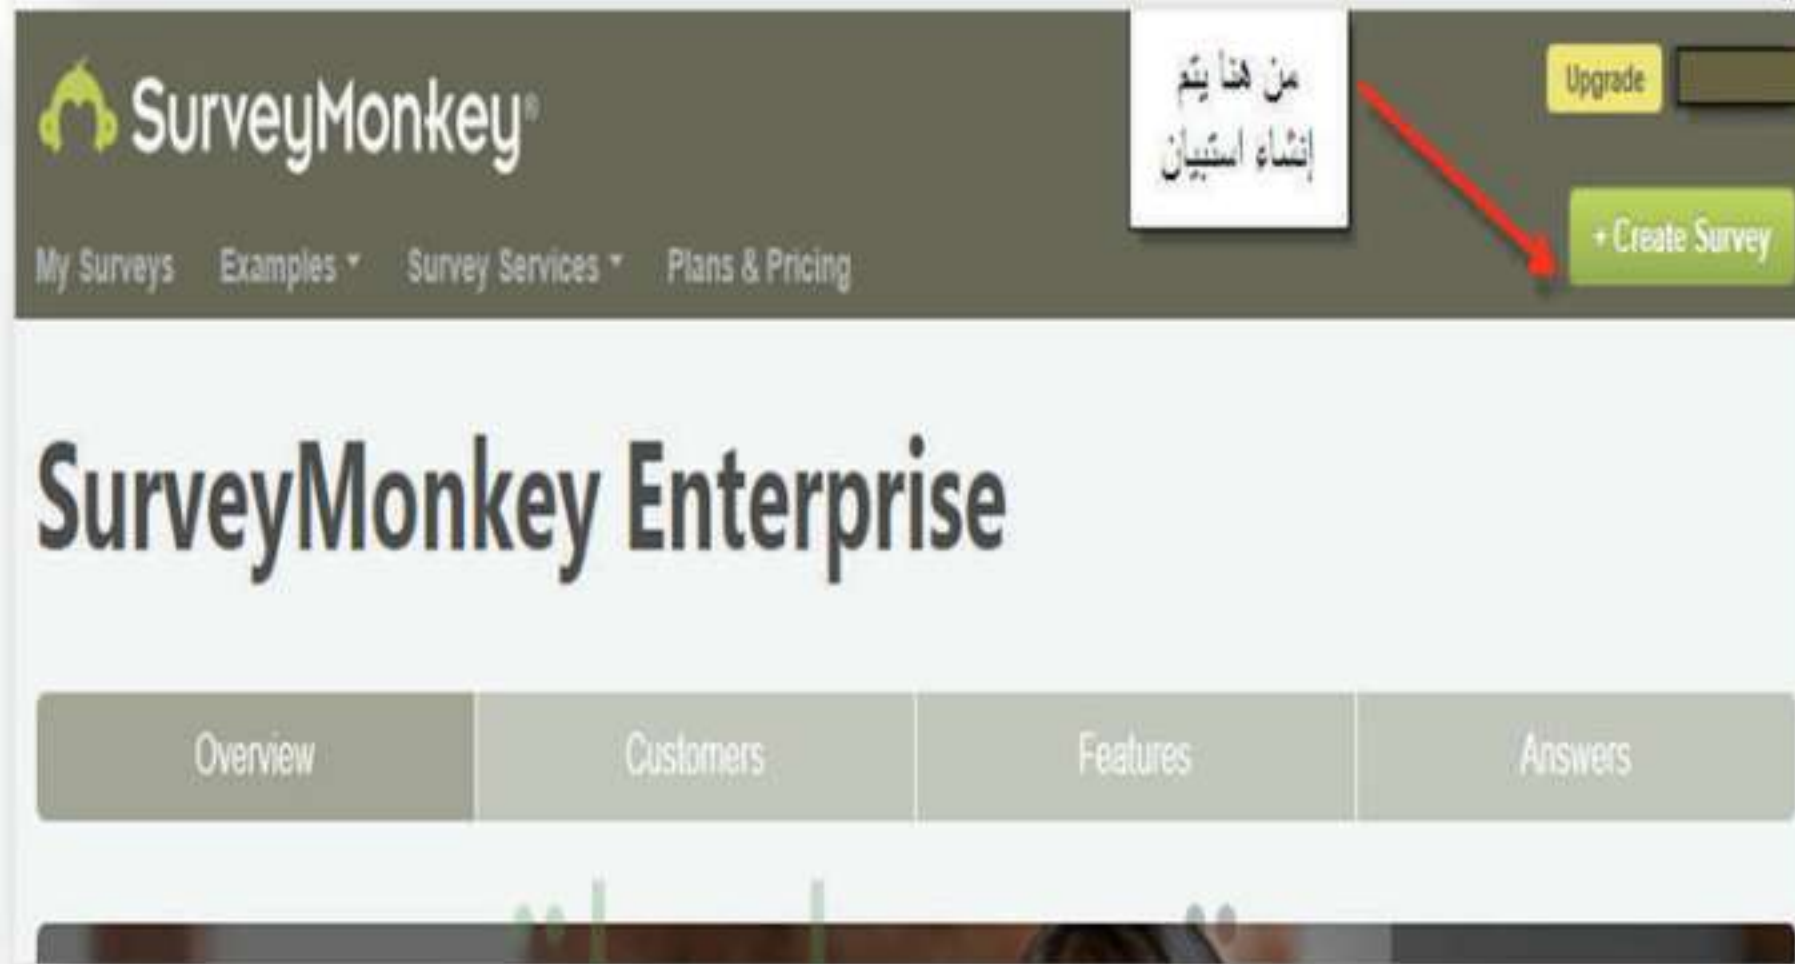 SurveyMonkey®
من هنا يتم
إنشاء استبيان
Upgrade
+ Create Survey
My Surveys Examples Survey Services Plans & Pricing
SurveyMonkey Enterprise
Overview Customers Features Answers